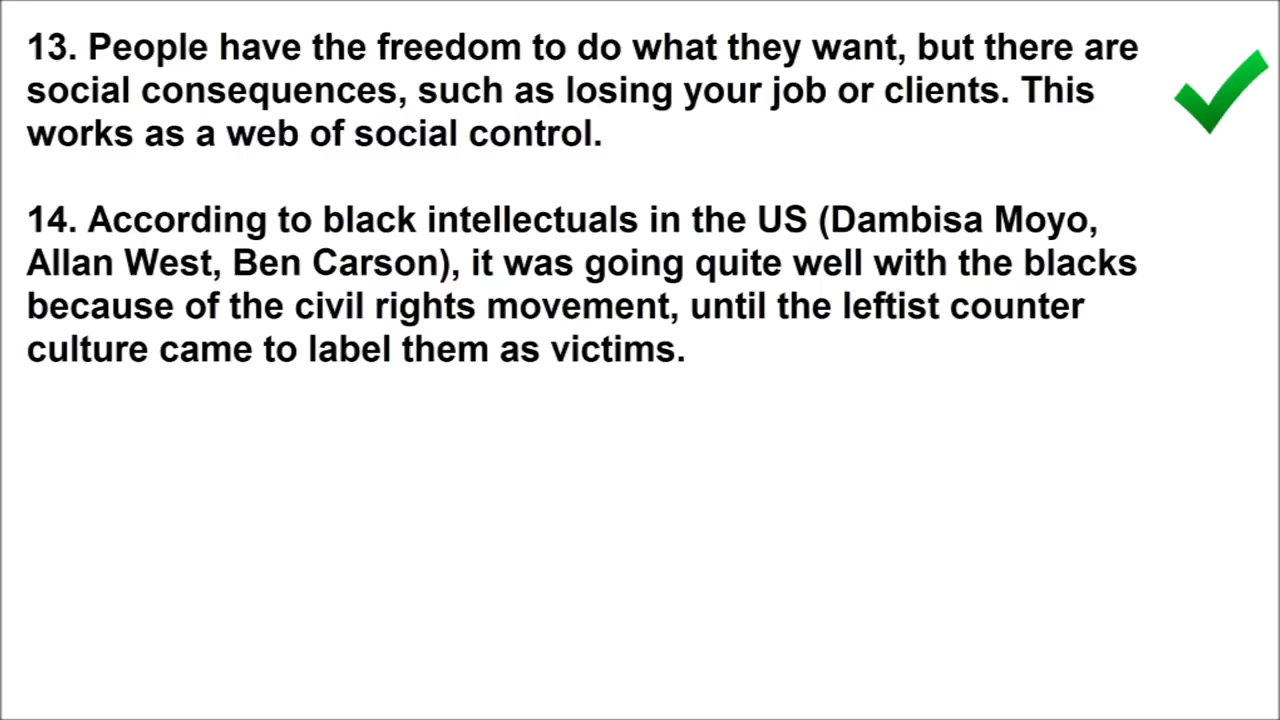 13. People have the freedom to do what they want, but there are
social consequences, such as losing your job or clients. This
works as a web of social control.
14. According to black intellectuals in the US (Dambisa Moyo,
Allan West, Ben Carson), it was going quite well with the blacks
because of the civil rights movement, until the leftist counter
culture came to label them as victims.